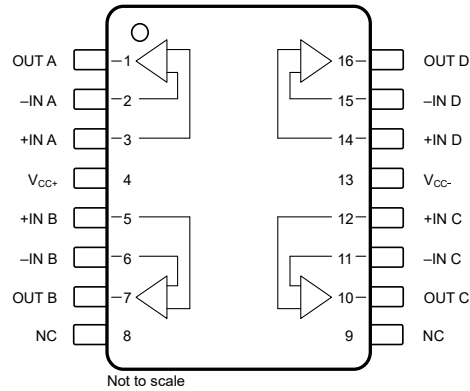 OUT A 1 16 OUT D
–IN A 2 15 –IN D
+IN A 3 14 +IN D
VCC+ 4 13 VCC-
+IN B 5 12 +IN C
–IN B 6 11 –IN C
OUT B 7 10 OUT C
NC 8 9 NC
Not to scale